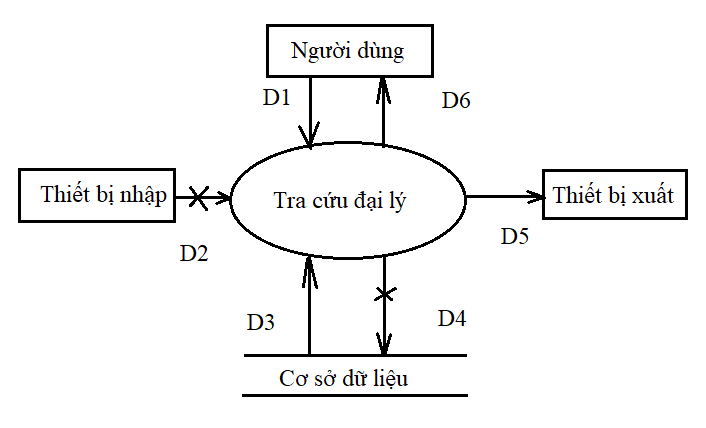 Người dùng
D1
D6
Thiết bị nhập
Tra cứu đại lý
Thiết bị xuất
D2
D5
D3
D4
Cơ sở dữ liệu